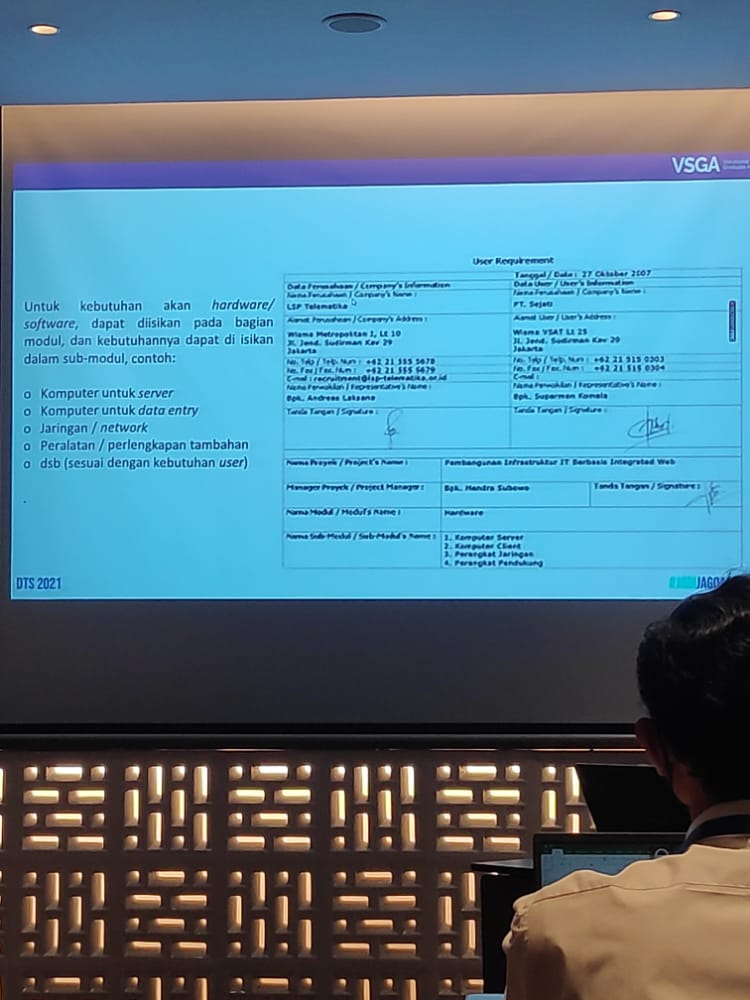 VSGA
Untuk kebutuhan akan hardware/
software, dapat diisikan pada bagian
modul, dan kebutuhannya dapat di isikan
dalam sub-modul, contoh:
o Komputer untuk server
o Komputer untuk data entry
o Jaringan / network
o Peralatan / perlengkapan tambahan
o dsb (sesuai dengan kebutuhan user)
User Requirement
Tanggal / Date : 27 Oktober 2007
Data Perusahaan / Company's Information
Data User / User's Information
Nama Perusahaan / Company's Name :
Nama Perusahaan / Company's Name :
LSP Telematika
PT. Sejati
Alamat Perusahaan / Company's Address :
Alamat User / User's Address :
Wisma Metropolitan 1, Lt 10
Jl. Jend. Sudirman Kav 29
Jakarta
Wisma VSAT Lt 25
Jl. Jend. Sudirman Kav 20
Jakarta
No. Telp / Telp. Num : +62 21 555 5678
No. Fax / Fax. Num : +62 21 555 5679
E-mail : recruitment@lsp-telematika.or.id
No. Telp / Telp. Num : +62 21 515 0303
No. Fax / Fax. Num : +62 21 515 0304
E-mail :
Nama Perwakilan / Representative's Name :
Nama Perwakilan / Representative's Name :
Bpk. Andreas Laksana
Bpk. Suparman Komala
Tanda Tangan / Signature :
Tanda Tangan / Signature :
Nama Proyek / Project's Name :
Pembangunan Infrastruktur IT Berbasis Integrated Web
Manager Proyek / Project Manager :
Bpk. Hendra Subowo
Tanda Tangan / Signature :
Nama Modul / Modul's Name :
Hardware
Nama Sub-Modul / Sub-Modul's Name :
1. Komputer Server
2. Komputer Client
3. Perangkat Jaringan
4. Perangkat Pendukung
DTS 2021